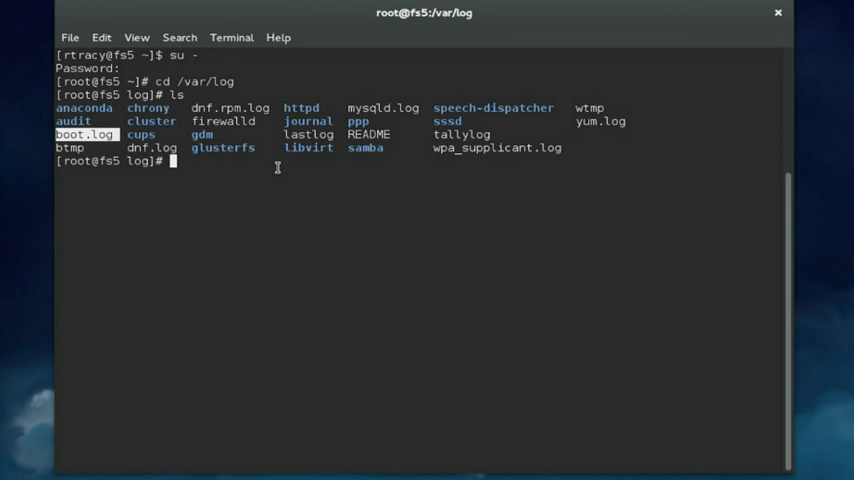 root@fs5:/var/log
File Edit View Search Terminal Help
[rtracy@fs5 ~]$ su -
Password:
[root@fs5 ~]# cd /var/log
[root@fs5 log]# ls
anaconda chrony dnf.rpm.log httpd mysqld.log speech-dispatcher wtmp
audit cluster firewalld journal ppp sssd yum.log
boot.log cups gdm lastlog README tallylog
btmp dnf.log glusterfs libvirt samba wpa_supplicant.log
[root@fs5 log]#